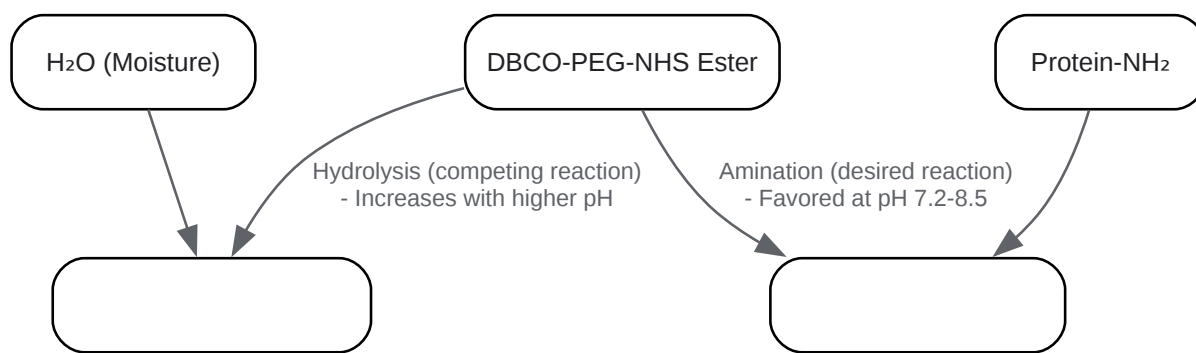 H₂O (Moisture)
DBCO-PEG-NHS Ester
Protein-NH₂
Hydrolysis (competing reaction)
- Increases with higher pH
Amination (desired reaction)
- Favored at pH 7.2-8.5